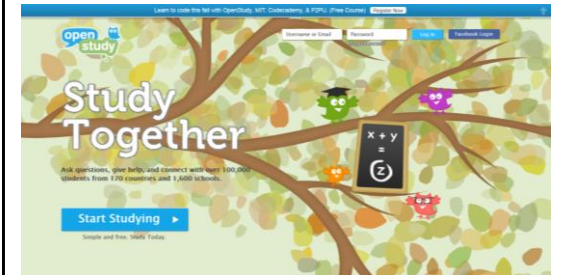 Learn to code this fall with OpenStudy, MIT, Codecademy, & P2PU. (Free Course) Register Now
open
study
Username or Email Password Log In Facebook Login
Study
Together
x + y
=
z
Ask questions, give help, and connect with over 100,000
students from 170 countries and 1,600 schools.
Start Studying
Simple and free. Study Today.